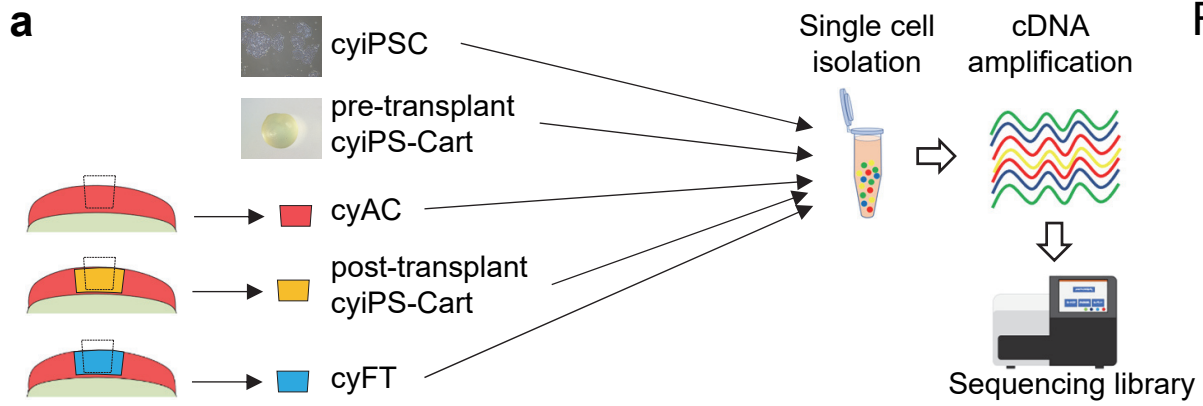 a
cyiPSC
pre-transplant
cyiPS-Cart
cyAC
post-transplant
cyiPS-Cart
cyFT
Single cell
isolation
cDNA
amplification
Sequencing library